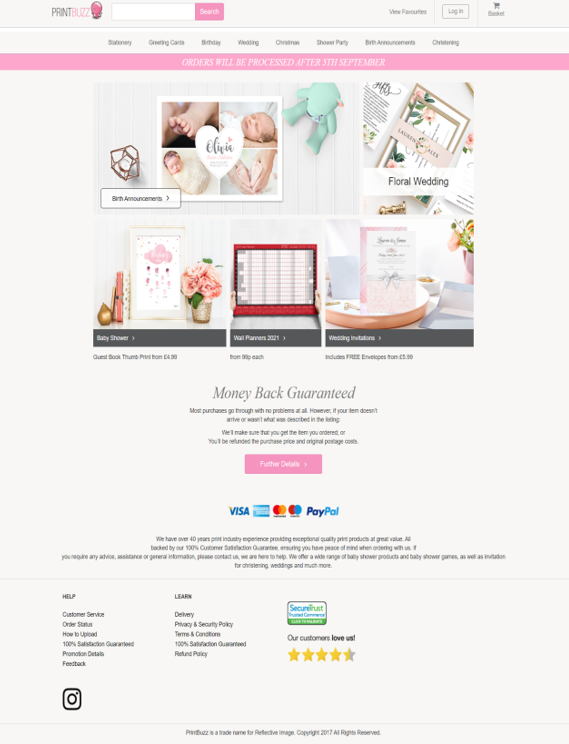 PRINTBUZZ
Search
View Favourites
Log in
Basket
Stationery Greeting Cards Birthday Wedding Christmas Shower Party Birth Announcements Christening
ORDERS WILL BE PROCESSED AFTER 5TH SEPTEMBER
Olivia
Birth Announcements >
Floral Wedding
Baby Shower >
Wall Planners 2021 >
Wedding Invitations >
Guest Book Thumb Print from £4.99
from 99p each
Includes FREE Envelopes from £5.99
Money Back Guaranteed
Most purchases go through with no problems at all. However, if your item doesn't
arrive or wasn't what was described in the listing:
We'll make sure that you get the item you ordered, or
You'll be refunded the purchase price and original postage costs.
Further Details >
VISA
MasterCard
PayPal
We have over 40 years print industry experience providing exceptional quality print products at great value. All
backed by our 100% Customer Satisfaction Guarantee, ensuring you have peace of mind when ordering with us. If
you require any advice, assistance or general information, please contact us, we are here to help. We offer a wide range of baby shower products and baby shower games, as well as invitation
for christening, weddings and much more.
HELP
Customer Service
Order Status
How to Upload
100% Satisfaction Guaranteed
Promotion Details
Feedback
LEARN
Delivery
Privacy & Security Policy
Terms & Conditions
100% Satisfaction Guaranteed
Refund Policy
SecureTrust
Trusted Commerce
CLICK TO VALIDATE
Our customers love us!
PrintBuzz is a trade name for Reflective Image. Copyright 2017 All Rights Reserved.